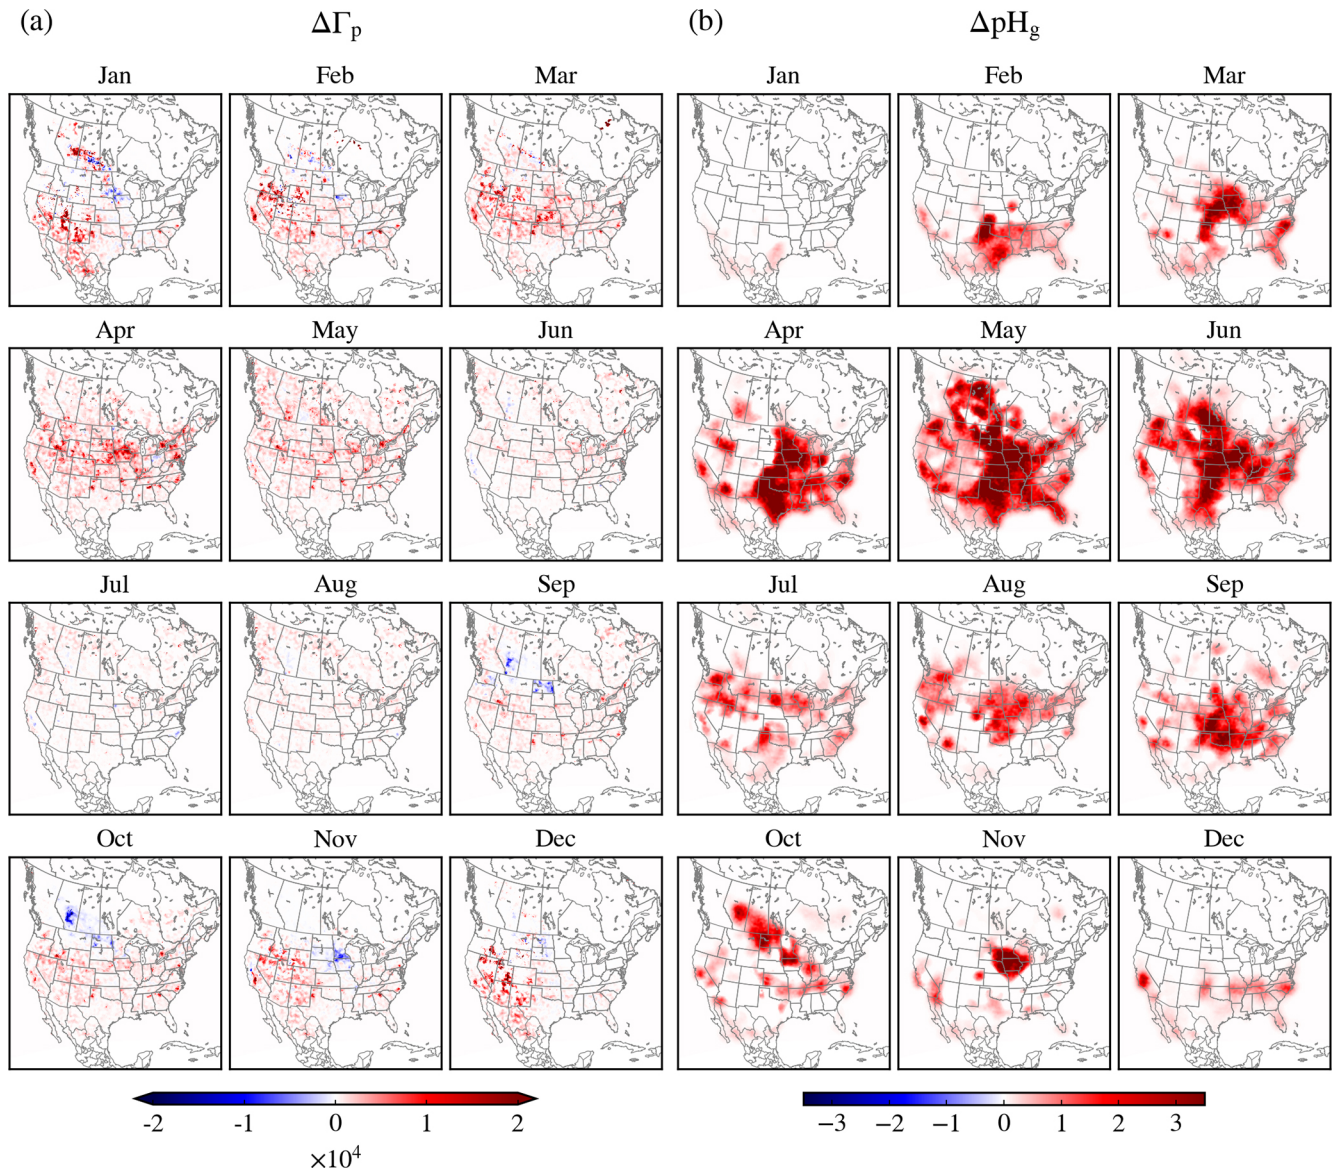 (a) ΔΓp (b) ΔpHg
Jan Feb Mar Jan Feb Mar
Apr May Jun Apr May Jun
Jul Aug Sep Jul Aug Sep
Oct Nov Dec Oct Nov Dec
-2 -1 0 1 2 −3 −2 −1 0 1 2 3
×10⁴